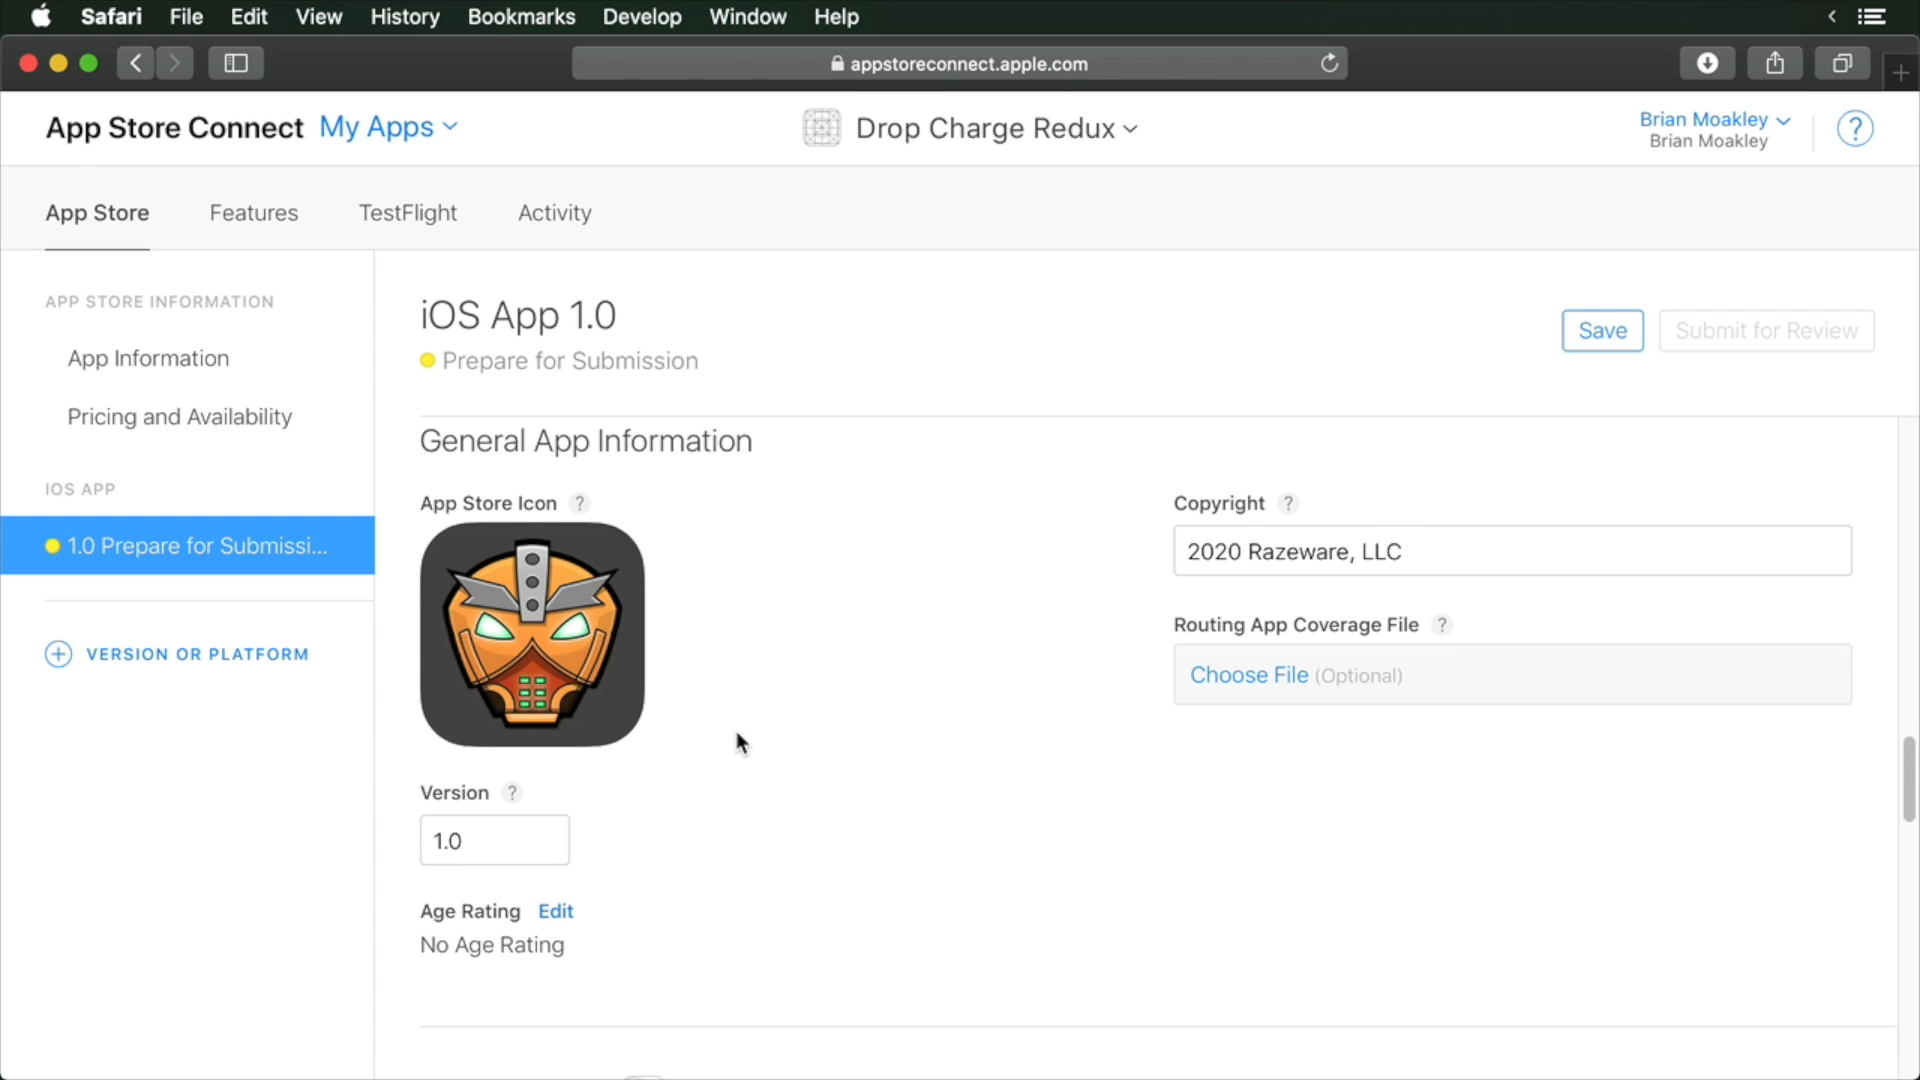 Safari File Edit View History Bookmarks Develop Window Help
appstoreconnect.apple.com
App Store Connect My Apps
Drop Charge Redux
Brian Moakley
Brian Moakley
?
App Store Features TestFlight Activity
APP STORE INFORMATION
App Information
Pricing and Availability
IOS APP
1.0 Prepare for Submissi...
VERSION OR PLATFORM
iOS App 1.0
Prepare for Submission
Save Submit for Review
General App Information
App Store Icon ?
Version ?
1.0
Age Rating Edit
No Age Rating
Copyright ?
2020 Razeware, LLC
Routing App Coverage File ?
Choose File (Optional)